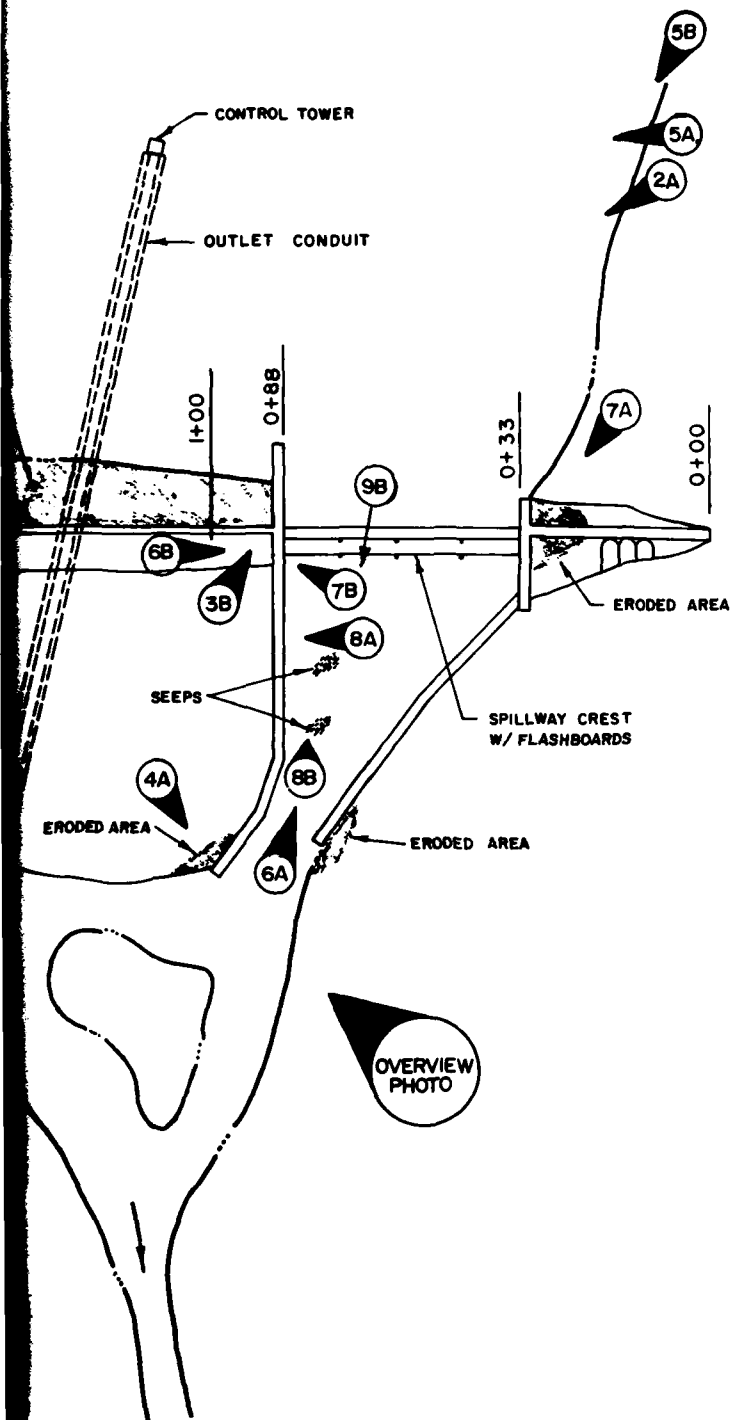 5B
CONTROL TOWER
5A
2A
OUTLET CONDUIT
1+00
0+88
0+33
7A
0+00
9B
6B
3B
7B
ERODED AREA
8A
SEEPS
SPILLWAY CREST
W/ FLASHBOARDS
8B
4A
ERODED AREA
ERODED AREA
6A
OVERVIEW
PHOTO